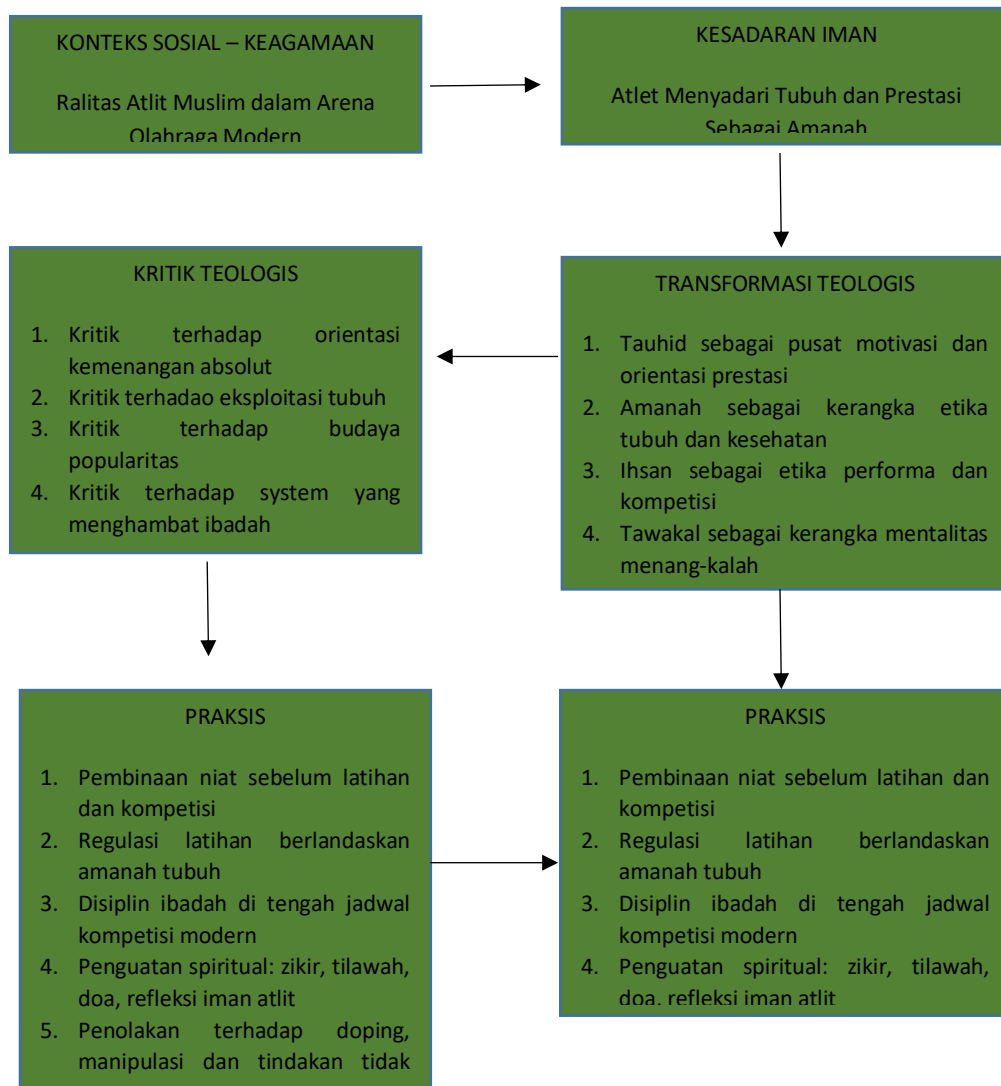 KONTEKS SOSIAL – KEAGAMAAN
Ralitas Atlit Muslim dalam Arena
Olahraga Modern
KESADARAN IMAN
Atlet Menyadari Tubuh dan Prestasi
Sebagai Amanah
KRITIK TEOLOGIS
1. Kritik terhadap orientasi
kemenangan absolut
2. Kritik terhadao eksploitasi tubuh
3. Kritik terhadap budaya
popularitas
4. Kritik terhadap system yang
menghambat ibadah
TRANSFORMASI TEOLOGIS
1. Tauhid sebagai pusat motivasi dan
orientasi prestasi
2. Amanah sebagai kerangka etika
tubuh dan kesehatan
3. Ihsan sebagai etika performa dan
kompetisi
4. Tawakal sebagai kerangka mentalitas
menang-kalah
PRAKSIS
1. Pembinaan niat sebelum latihan
dan kompetisi
2. Regulasi latihan berlandaskan
amanah tubuh
3. Disiplin ibadah di tengah jadwal
kompetisi modern
4. Penguatan spiritual: zikir, tilawah,
doa, refleksi iman atlit
5. Penolakan terhadap doping,
manipulasi dan tindakan tidak
PRAKSIS
1. Pembinaan niat sebelum latihan dan
kompetisi
2. Regulasi latihan berlandaskan
amanah tubuh
3. Disiplin ibadah di tengah jadwal
kompetisi modern
4. Penguatan spiritual: zikir, tilawah,
doa, refleksi iman atlit